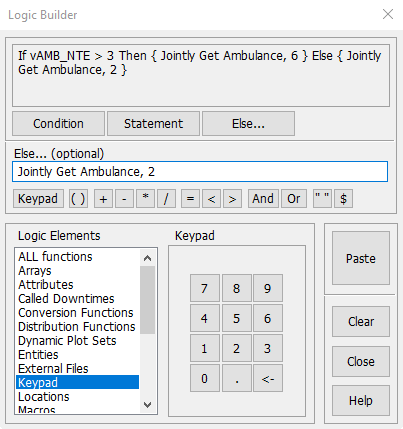 Logic Builder
If vAMB_NTE > 3 Then { Jointly Get Ambulance, 6 } Else { Jointly
Get Ambulance, 2 }
Condition Statement Else...
Else... (optional)
Jointly Get Ambulance, 2
Keypad ( ) + - * / = < > And Or " " $
Logic Elements Keypad
ALL functions
Arrays
Attributes
Called Downtimes
Conversion Functions
Distribution Functions
Dynamic Plot Sets
Entities
External Files
Keypad
Locations
Macros
7 8 9
4 5 6
1 2 3
0 . <-
Paste
Clear
Close
Help